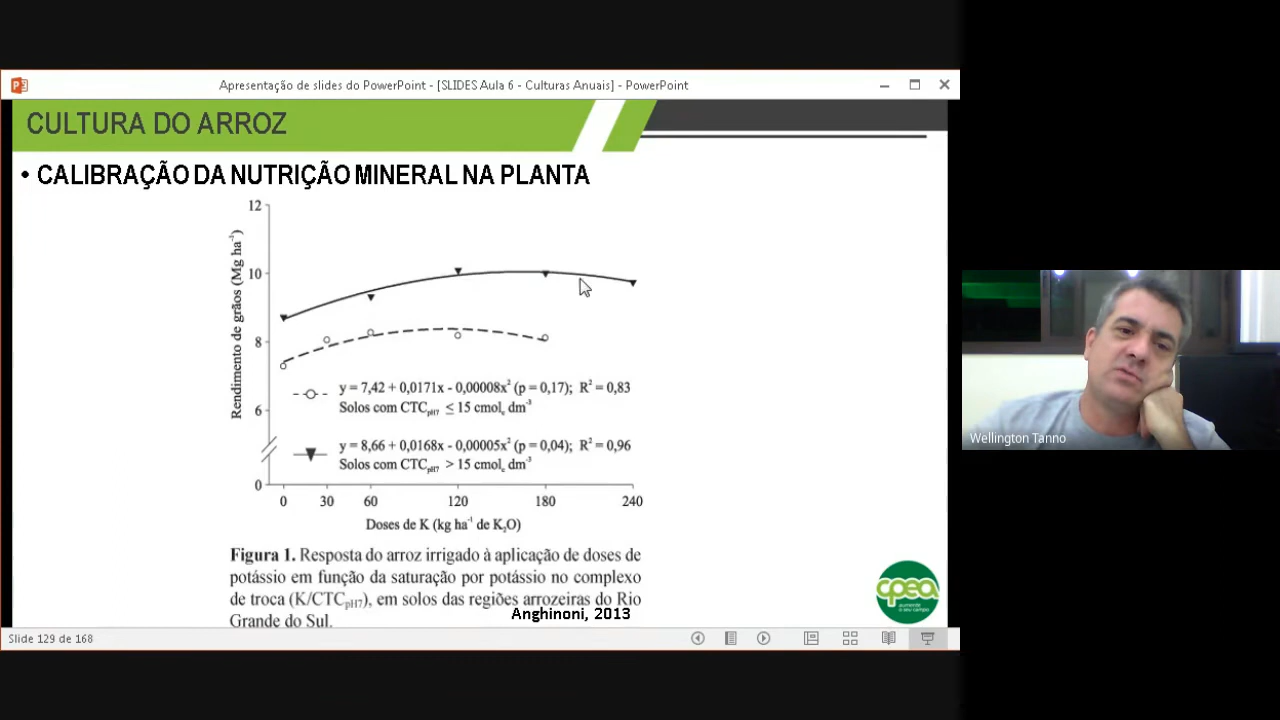 Apresentação de slides do PowerPoint - [SLIDES Aula 6 - Culturas Anuais] - PowerPoint
CULTURA DO ARROZ
• CALIBRAÇÃO DA NUTRIÇÃO MINERAL NA PLANTA
Rendimento de grãos (Mg ha⁻¹)
12
10
8
6
0
y = 7,42 + 0,0171x - 0,00008x² (p = 0,17); R² = 0,83
Solos com CTCpH7 ≤ 15 cmolc dm⁻³
y = 8,66 + 0,0168x - 0,00005x² (p = 0,04); R² = 0,96
Solos com CTCpH7 > 15 cmolc dm⁻³
0 30 60 120 180 240
Doses de K (kg ha⁻¹ de K₂O)
Figura 1. Resposta do arroz irrigado à aplicação de doses de
potássio em função da saturação por potássio no complexo
de troca (K/CTCpH7), em solos das regiões arrozeiras do Rio
Grande do Sul.
Anghinoni, 2013
cpea
aumente
o seu campo
Slide 129 de 168
Wellington Tanno